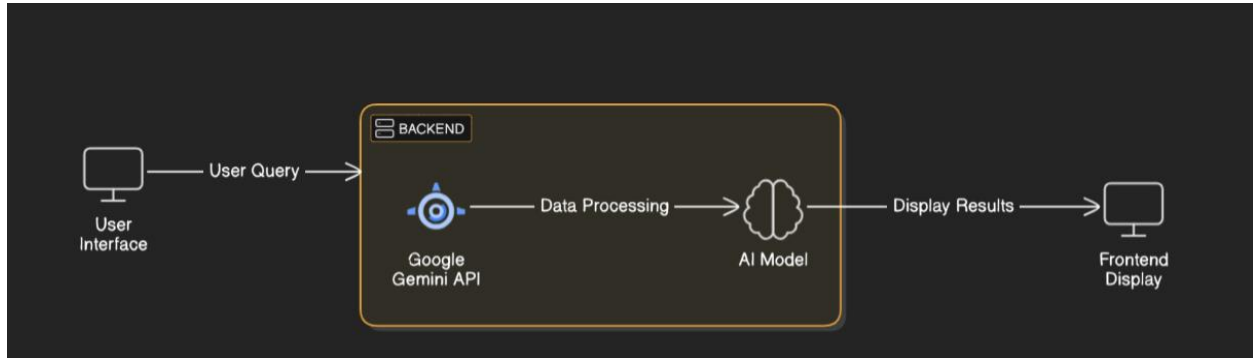 BACKEND
User Query
User
Interface
Data Processing
Google
Gemini API
AI Model
Display Results
Frontend
Display